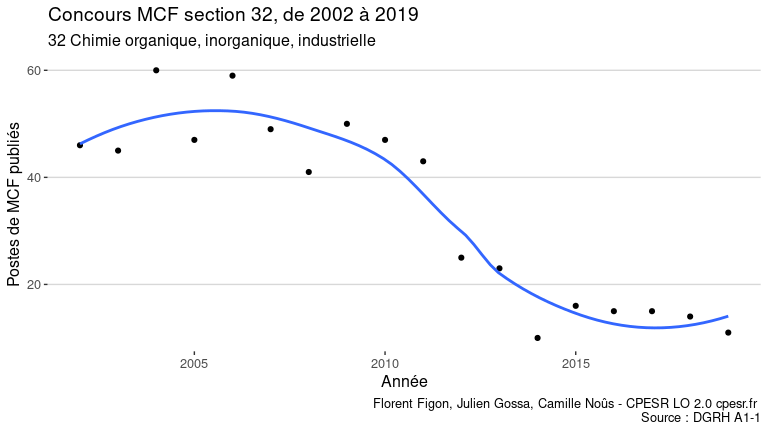 Concours MCF section 32, de 2002 à 2019
32 Chimie organique, inorganique, industrielle
Postes de MCF publiés
60
40
20
2005
2010
2015
Année
Florent Figon, Julien Gossa, Camille Noûs - CPESR LO 2.0 cpesr.fr
Source : DGRH A1-1